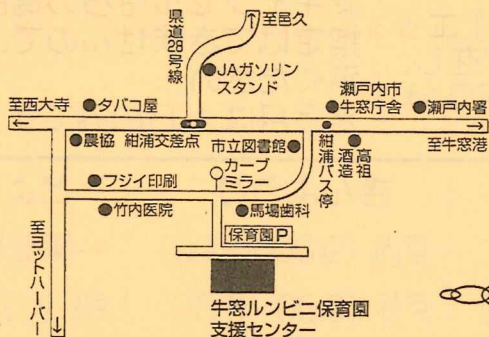 至邑久
県道28号線
JAガソリン
スタンド
至西大寺
タバコ屋
瀬戸内市
牛窓庁舎
瀬戸内署
農協
紺浦交差点
市立図書館
紺浦バス停
高祖
酒造
至牛窓港
カーブ
ミラー
フジイ印刷
竹内医院
馬場歯科
保育園P
至ヨットハーバー
牛窓ルンビニ保育園
支援センター